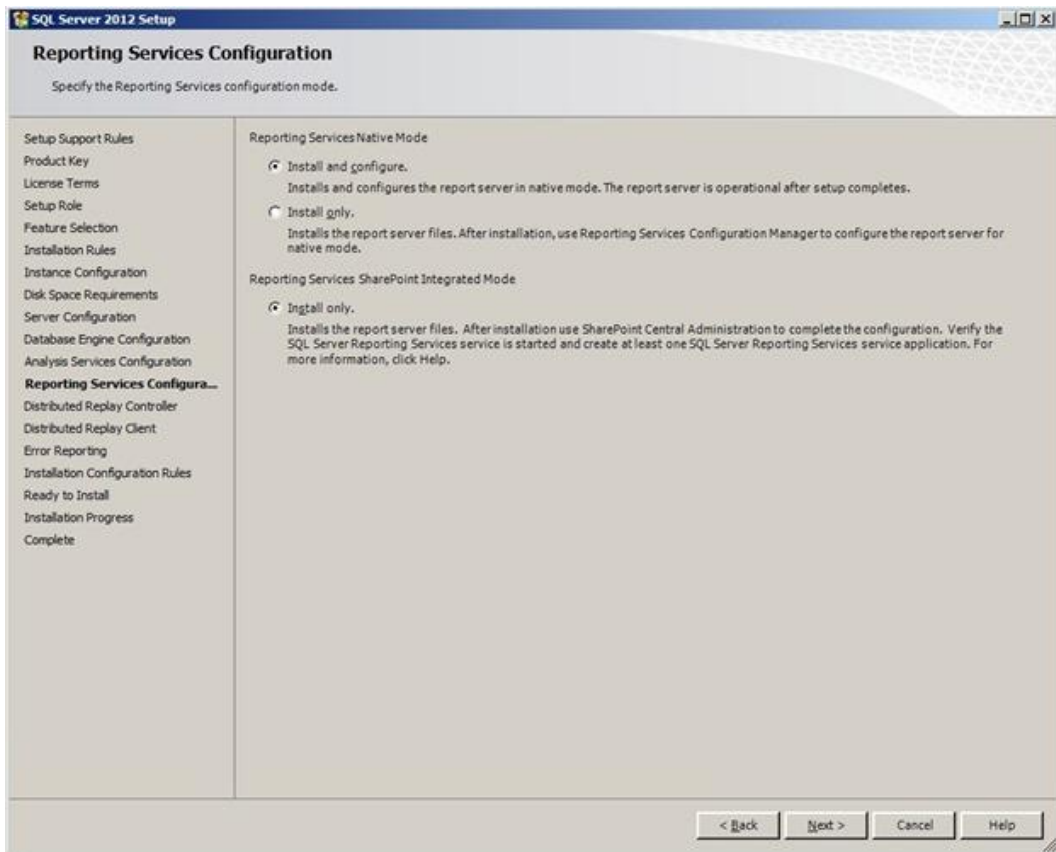 SQL Server 2012 Setup
Reporting Services Configuration
Specify the Reporting Services configuration mode.
Setup Support Rules
Product Key
License Terms
Setup Role
Feature Selection
Installation Rules
Instance Configuration
Disk Space Requirements
Server Configuration
Database Engine Configuration
Analysis Services Configuration
Reporting Services Configura...
Distributed Replay Controller
Distributed Replay Client
Error Reporting
Installation Configuration Rules
Ready to Install
Installation Progress
Complete
Reporting Services Native Mode
Install and configure.
Installs and configures the report server in native mode. The report server is operational after setup completes.
Install only.
Installs the report server files. After installation, use Reporting Services Configuration Manager to configure the report server for
native mode.
Reporting Services SharePoint Integrated Mode
Install only.
Installs the report server files. After installation use SharePoint Central Administration to complete the configuration. Verify the
SQL Server Reporting Services service is started and create at least one SQL Server Reporting Services service application. For
more information, click Help.
< Back
Next >
Cancel
Help